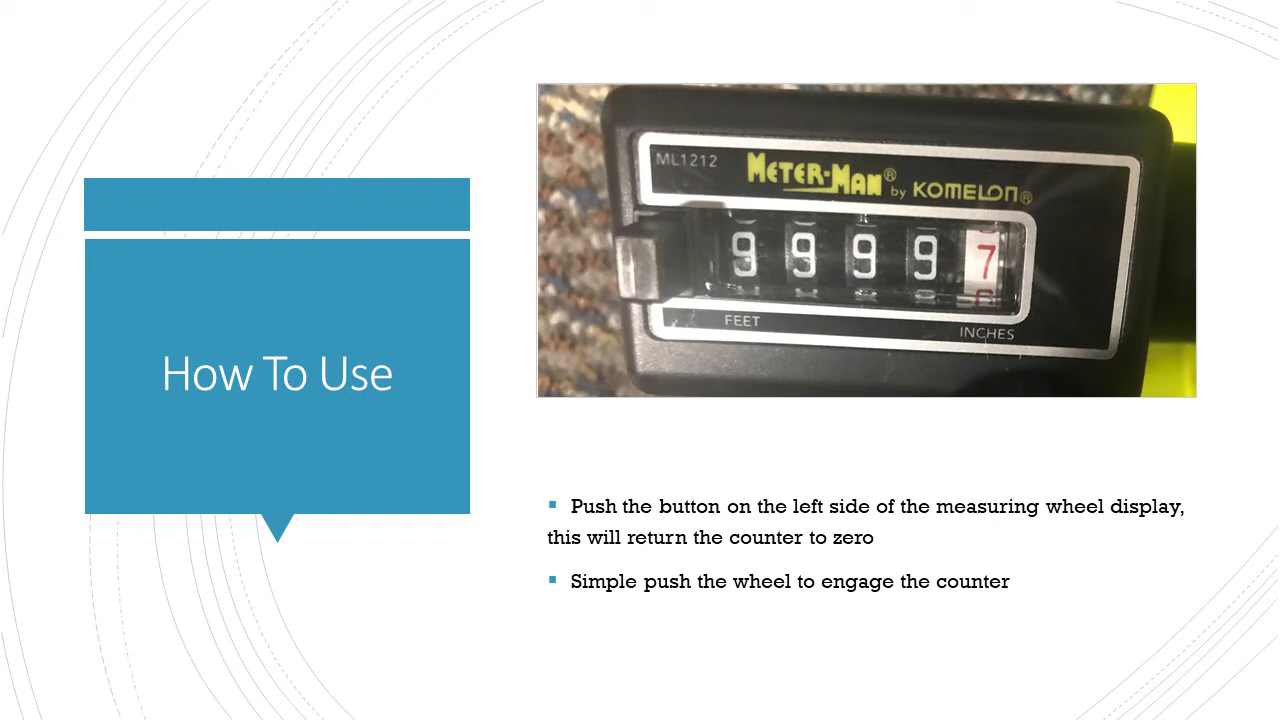 ML1212
METER-MAN® by KOMELON®
9 9 9 9 7
FEET INCHES
How To Use
▪ Push the button on the left side of the measuring wheel display,
this will return the counter to zero
▪ Simple push the wheel to engage the counter